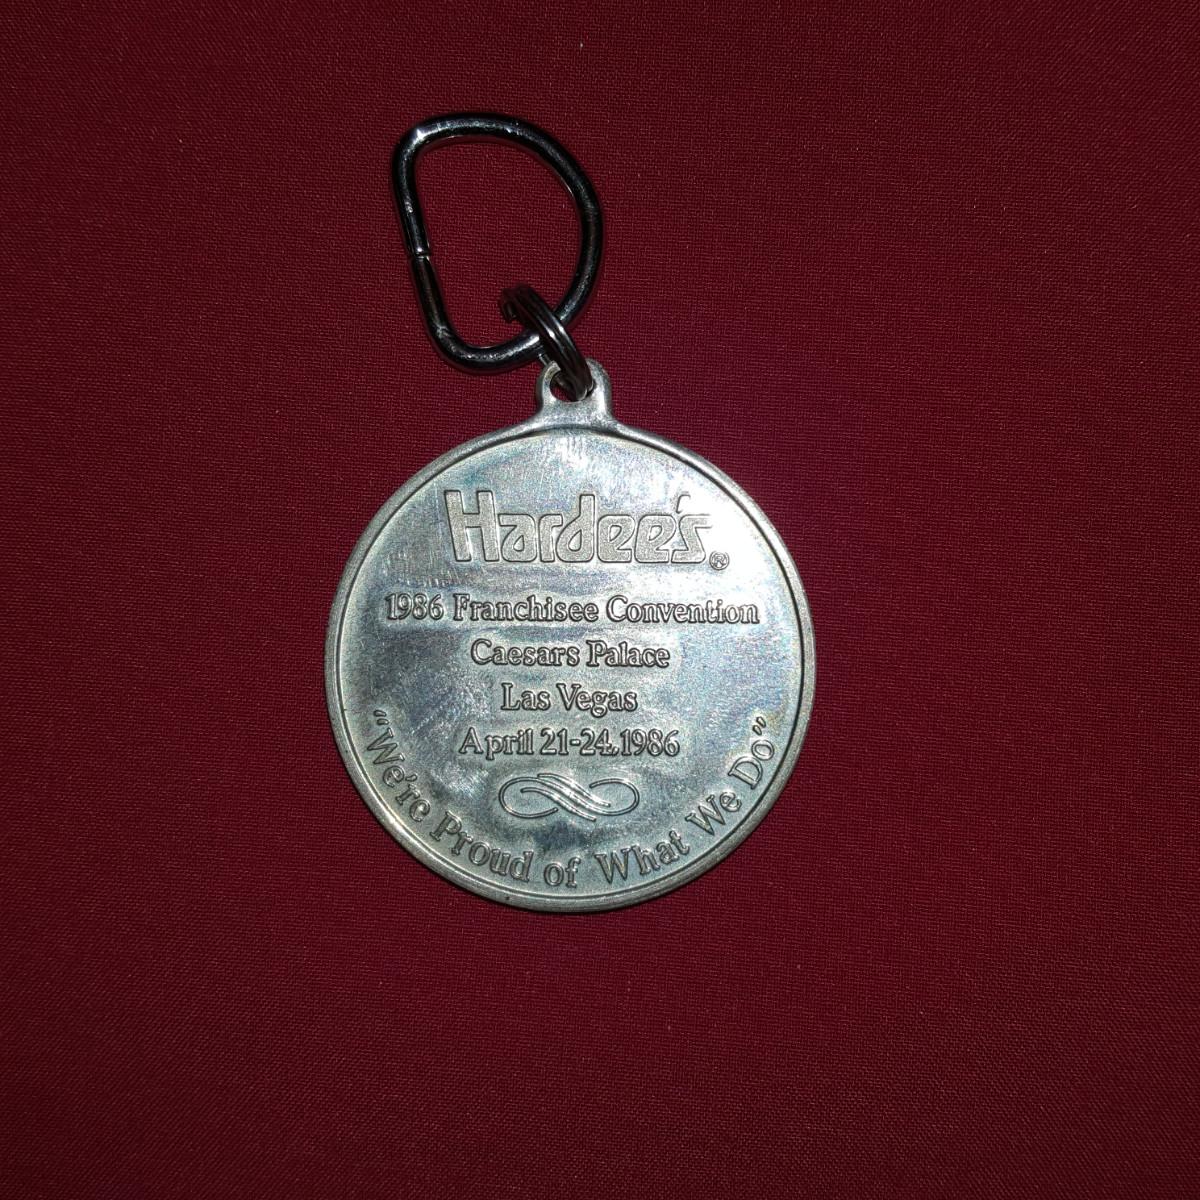 Hardee's®
1986 Franchisee Convention
Caesars Palace
Las Vegas
April 21-24, 1986
"We're Proud of What We Do"